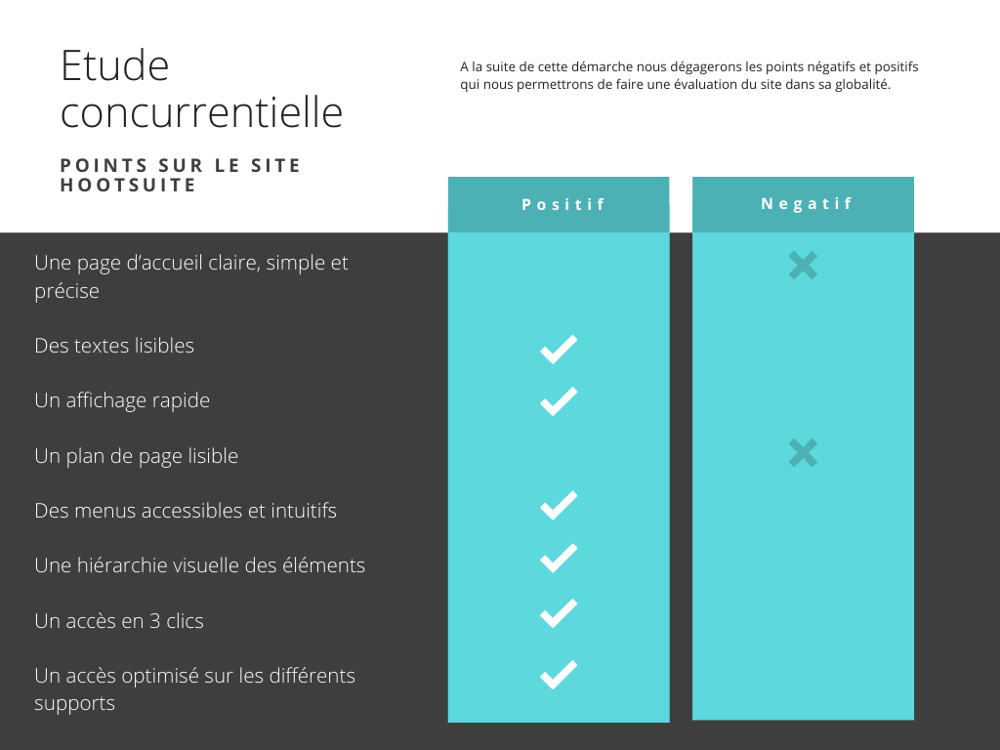 Etude
concurrentielle
POINTS SUR LE SITE
HOOTSUITE
A la suite de cette démarche nous dégagerons les points négatifs et positifs
qui nous permettrons de faire une évaluation du site dans sa globalité.
Positif
Negatif
Une page d’accueil claire, simple et
précise
Des textes lisibles
Un affichage rapide
Un plan de page lisible
Des menus accessibles et intuitifs
Une hiérarchie visuelle des éléments
Un accès en 3 clics
Un accès optimisé sur les différents
supports